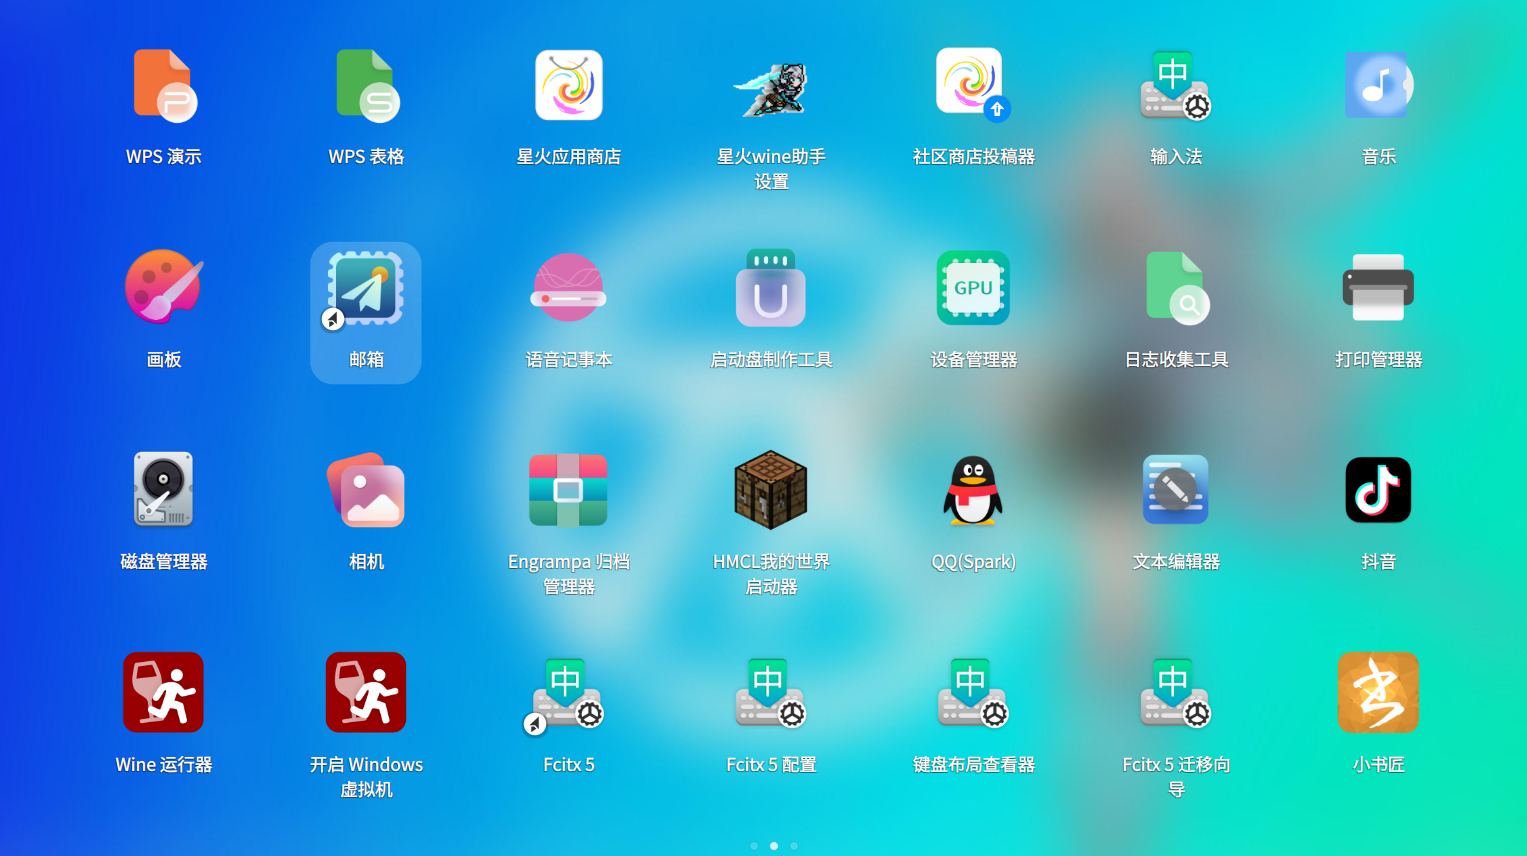 WPS 演示
WPS 表格
星火应用商店
星火wine助手
设置
社区商店投稿器
中
输入法
音乐
画板
邮箱
语音记事本
启动盘制作工具
GPU
设备管理器
日志收集工具
打印管理器
磁盘管理器
相机
Engrampa 归档
管理器
HMCL我的世界
启动器
QQ(Spark)
文本编辑器
抖音
Wine 运行器
开启 Windows
虚拟机
中
Fcitx 5
中
Fcitx 5 配置
中
键盘布局查看器
中
Fcitx 5 迁移向
导
书
小书匠